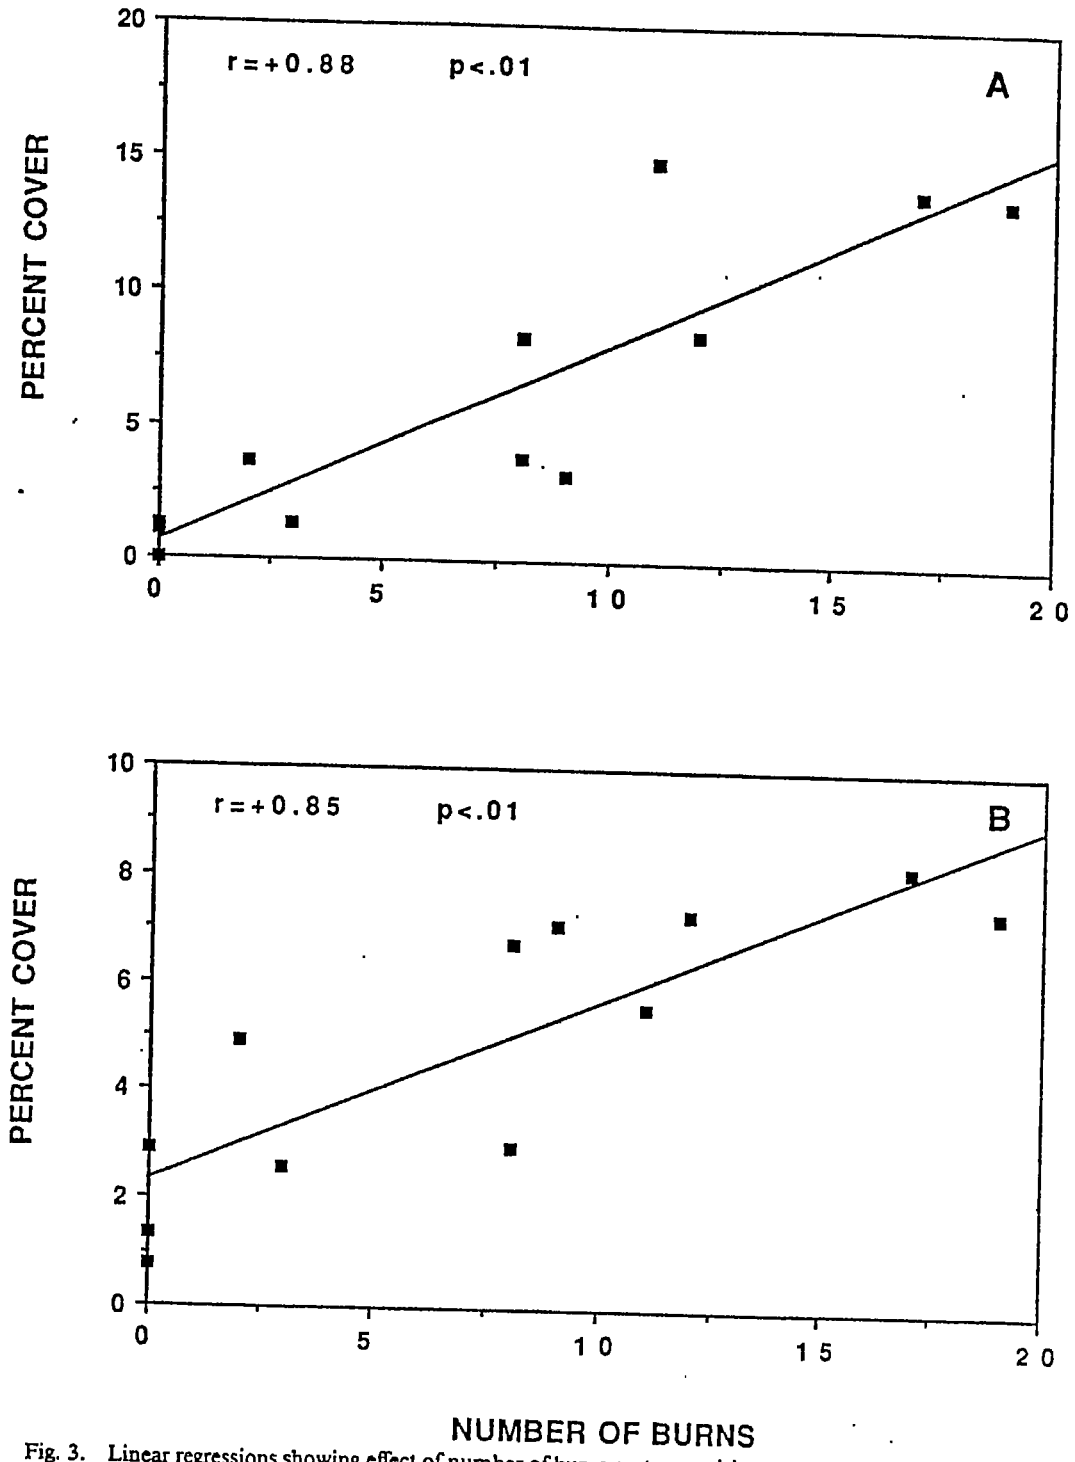 20
r=+0.88 p<.01
A
15
PERCENT COVER
10
5
0
0 5 10 15 20
10
r=+0.85 p<.01
B
8
PERCENT COVER
6
4
2
0
0 5 10 15 20
NUMBER OF BURNS
Fig. 3. Linear regressions showing effect of number of